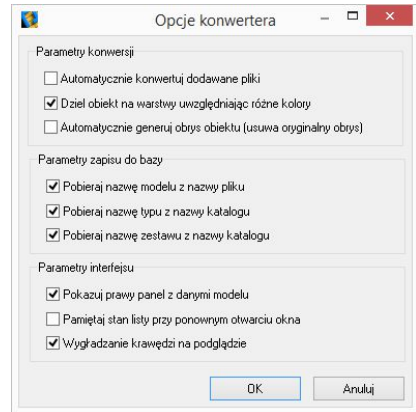 Opcje konwertera
Parametry konwersji
Automatycznie konwertuj dodawane pliki
Dziel obiekt na warstwy uwzględniając różne kolory
Automatycznie generuj obrys obiektu (usuwa oryginalny obrys)
Parametry zapisu do bazy
Pobieraj nazwę modelu z nazwy pliku
Pobieraj nazwę typu z nazwy katalogu
Pobieraj nazwę zestawu z nazwy katalogu
Parametry interfejsu
Pokazuj prawy panel z danymi modelu
Pamiętaj stan listy przy ponownym otwarciu okna
Wygładzanie krawędzi na podglądzie
OK Anuluj